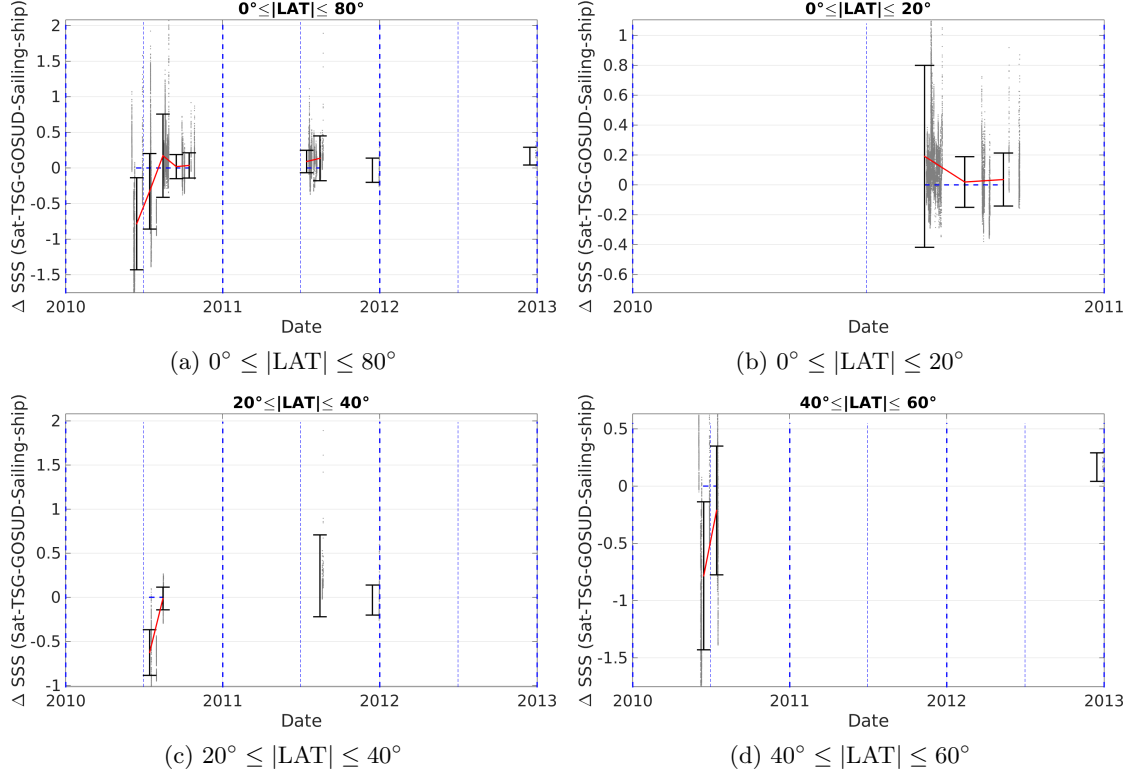 0°≤|LAT|≤ 80°
Δ SSS (Sat-TSG-GOSUD-Sailing-ship)
2
1.5
1
0.5
0
-0.5
-1
-1.5
2010
2011
2012
2013
Date
(a) 0° ≤ |LAT| ≤ 80°
0°≤|LAT|≤ 20°
Δ SSS (Sat-TSG-GOSUD-Sailing-ship)
1
0.8
0.6
0.4
0.2
0
-0.2
-0.4
-0.6
2010
2011
Date
(b) 0° ≤ |LAT| ≤ 20°
20°≤|LAT|≤ 40°
Δ SSS (Sat-TSG-GOSUD-Sailing-ship)
2
1.5
1
0.5
0
-0.5
-1
2010
2011
2012
2013
Date
(c) 20° ≤ |LAT| ≤ 40°
40°≤|LAT|≤ 60°
Δ SSS (Sat-TSG-GOSUD-Sailing-ship)
0.5
0
-0.5
-1
-1.5
2010
2011
2012
2013
Date
(d) 40° ≤ |LAT| ≤ 60°